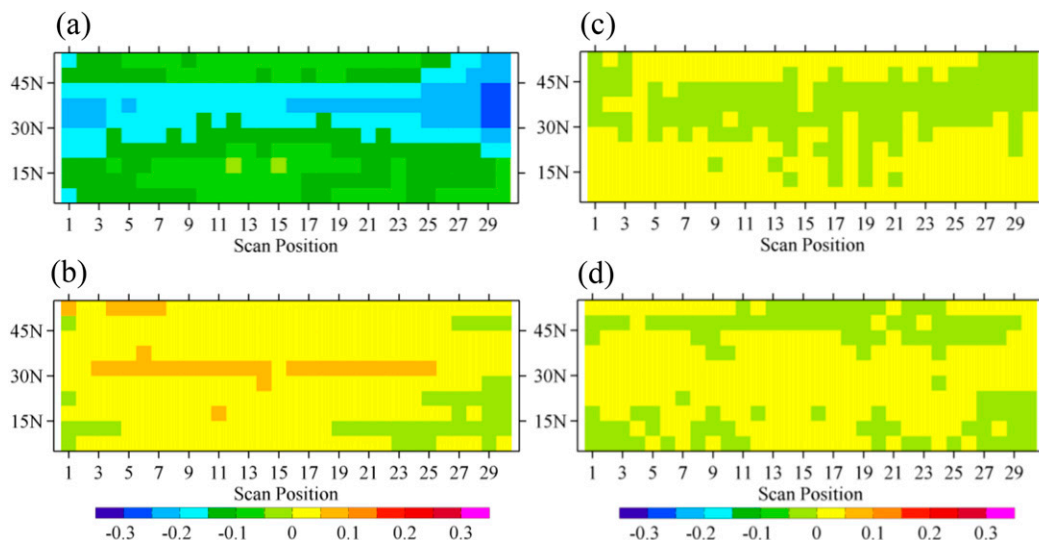 (a)
45N
30N
15N
1 3 5 7 9 11 13 15 17 19 21 23 25 27 29
Scan Position
(c)
45N
30N
15N
1 3 5 7 9 11 13 15 17 19 21 23 25 27 29
Scan Position
(b)
45N
30N
15N
1 3 5 7 9 11 13 15 17 19 21 23 25 27 29
Scan Position
-0.3 -0.2 -0.1 0 0.1 0.2 0.3
(d)
45N
30N
15N
1 3 5 7 9 11 13 15 17 19 21 23 25 27 29
Scan Position
-0.3 -0.2 -0.1 0 0.1 0.2 0.3